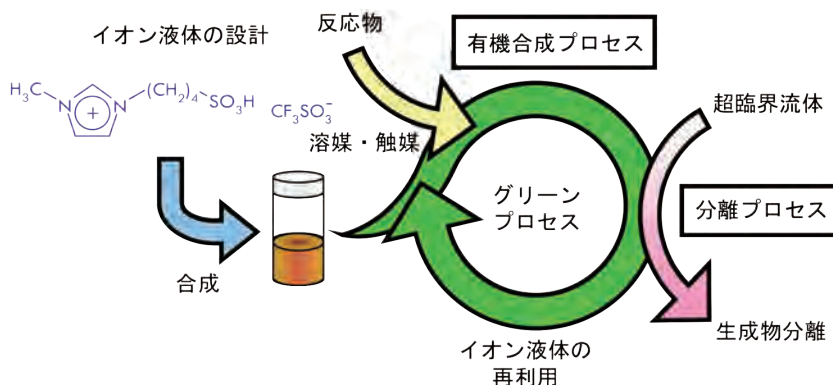 イオン液体の設計
H₃C
N
+
N
(CH₂)₄
SO₃H
CF₃SO₃⁻
合成
反応物
溶媒・触媒
有機合成プロセス
グリーン
プロセス
超臨界流体
分離プロセス
生成物分離
イオン液体の
再利用